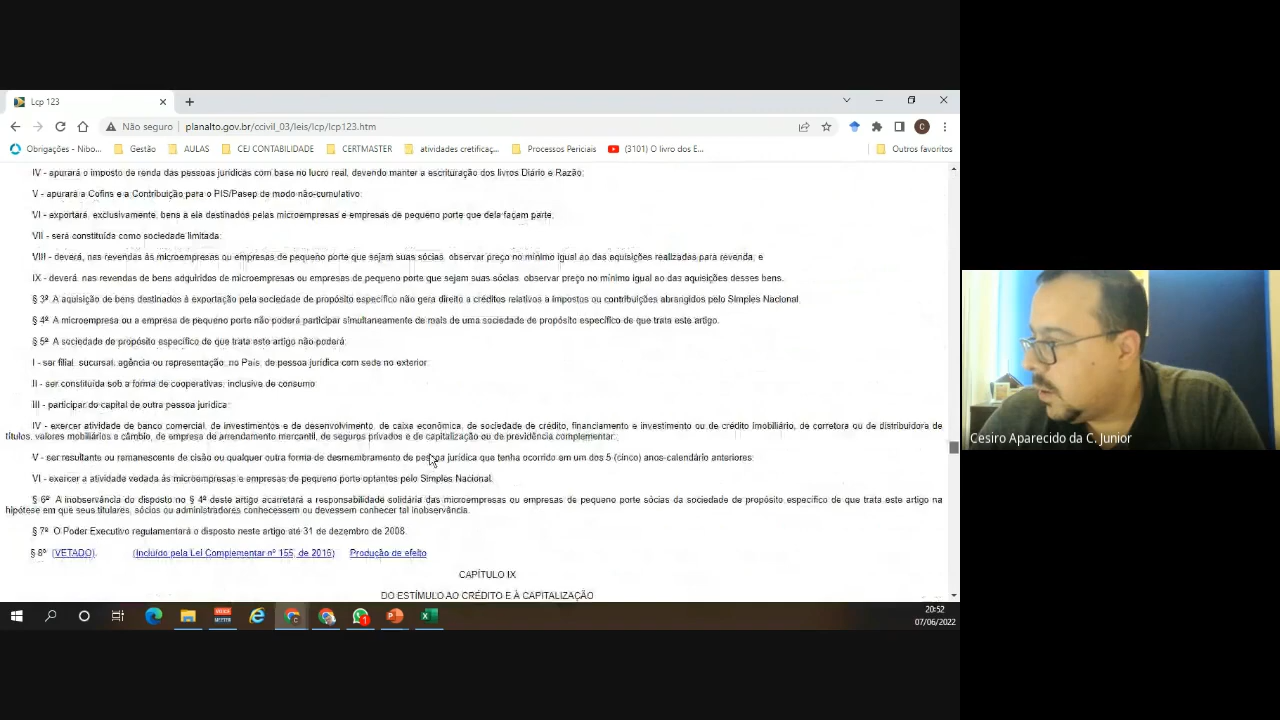 Lcp 123
Não seguro
planalto.gov.br/ccivil_03/leis/lcp/lcp123.htm
Obrigações - Nibo...
Gestão
AULAS
CEJ CONTABILIDADE
CERTMASTER
atividades cretificaç...
Processos Periciais
(3101) O livro dos E...
Outros favoritos
IV - apurará o imposto de renda das pessoas jurídicas com base no lucro real, devendo manter a escrituração dos livros Diário e Razão;
V - apurará a Cofins e a Contribuição para o PIS/Pasep de modo não-cumulativo;
VI - exportará, exclusivamente, bens a ela destinados pelas microempresas e empresas de pequeno porte que dela façam parte;
VII - será constituída como sociedade limitada;
VIII - deverá, nas revendas às microempresas ou empresas de pequeno porte que sejam suas sócias, observar preço no mínimo igual ao das aquisições realizadas para revenda; e
IX - deverá, nas revendas de bens adquiridos de microempresas ou empresas de pequeno porte que sejam suas sócias, observar preço no mínimo igual ao das aquisições desses bens.
§ 3º A aquisição de bens destinados à exportação pela sociedade de propósito específico não gera direito a créditos relativos a impostos ou contribuições abrangidos pelo Simples Nacional.
§ 4º A microempresa ou a empresa de pequeno porte não poderá participar simultaneamente de mais de uma sociedade de propósito específico de que trata este artigo.
§ 5º A sociedade de propósito específico de que trata este artigo não poderá:
I - ser filial, sucursal, agência ou representação, no País, de pessoa jurídica com sede no exterior;
II - ser constituída sob a forma de cooperativas, inclusive de consumo;
III - participar do capital de outra pessoa jurídica;
IV - exercer atividade de banco comercial, de investimentos e de desenvolvimento, de caixa econômica, de sociedade de crédito, financiamento e investimento ou de crédito imobiliário, de corretora ou de distribuidora de
títulos, valores mobiliários e câmbio, de empresa de arrendamento mercantil, de seguros privados e de capitalização ou de previdência complementar;
V - ser resultante ou remanescente de cisão ou qualquer outra forma de desmembramento de pessoa jurídica que tenha ocorrido em um dos 5 (cinco) anos-calendário anteriores;
VI - exercer a atividade vedada às microempresas e empresas de pequeno porte optantes pelo Simples Nacional.
§ 6º A inobservância do disposto no § 4º deste artigo acarretará a responsabilidade solidária das microempresas ou empresas de pequeno porte sócias da sociedade de propósito específico de que trata este artigo na
hipótese em que seus titulares, sócios ou administradores conhecessem ou devessem conhecer tal inobservância.
§ 7º O Poder Executivo regulamentará o disposto neste artigo até 31 de dezembro de 2008.
§ 8º (VETADO). (Incluído pela Lei Complementar nº 155, de 2016) Produção de efeito
CAPÍTULO IX
DO ESTÍMULO AO CRÉDITO E À CAPITALIZAÇÃO
20:52
07/06/2022
Cesiro Aparecido da C. Junior